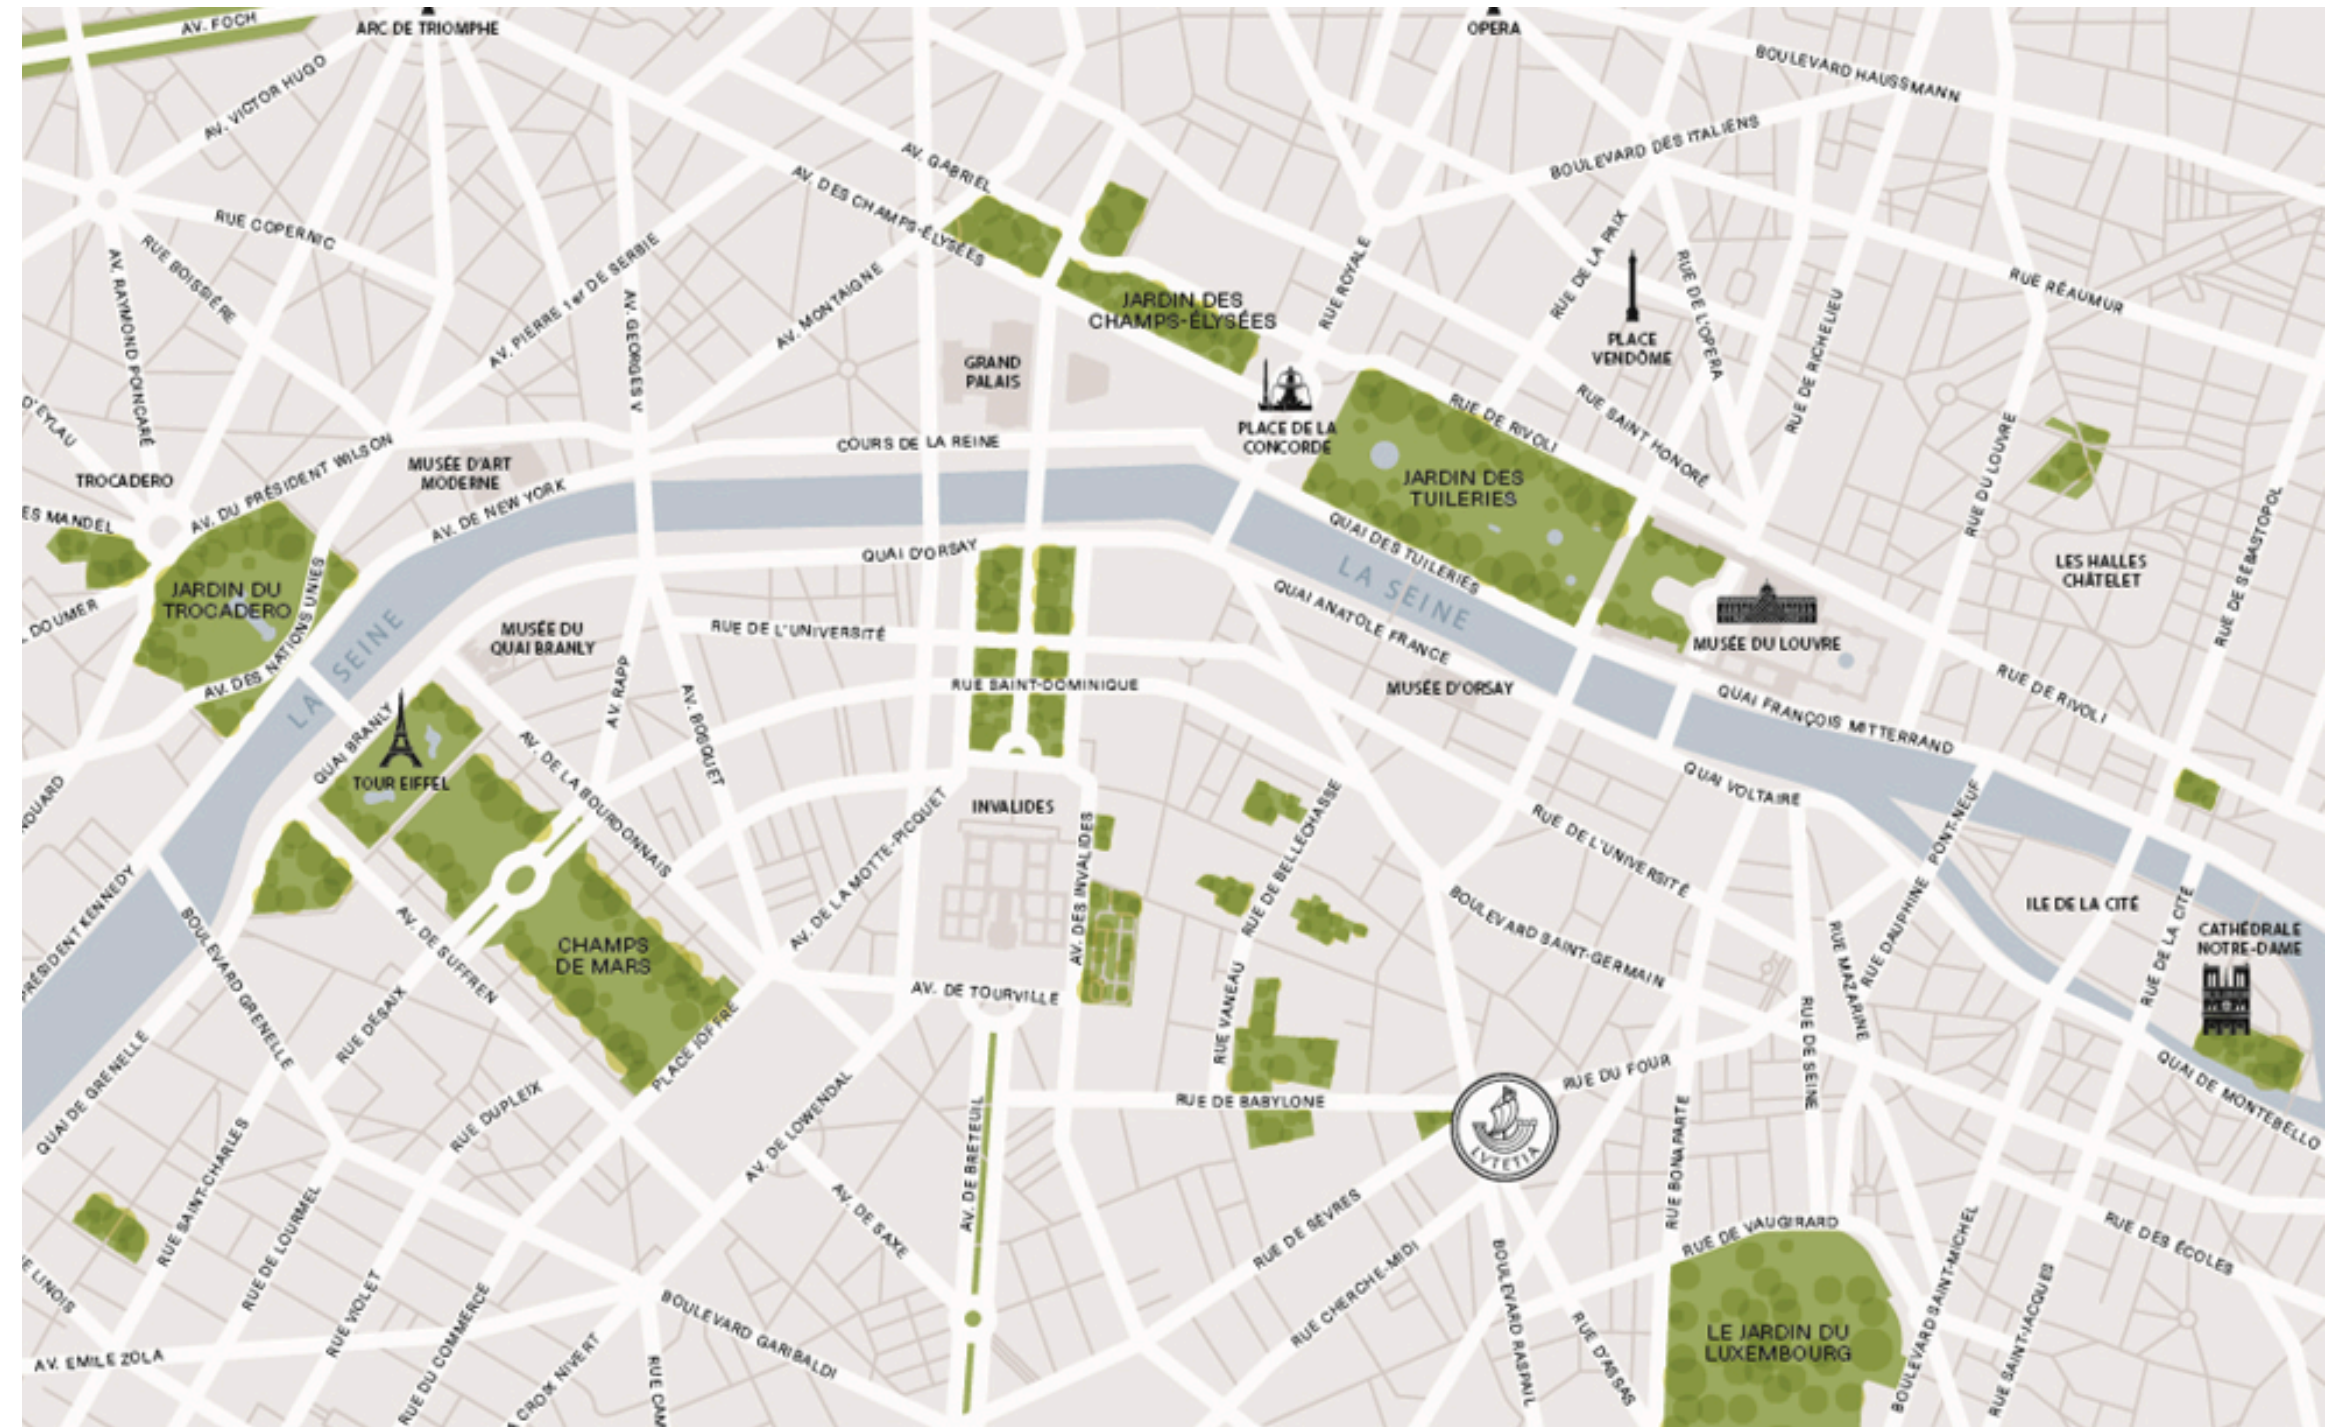 AV. FOCH
ARC DE TRIOMPHE
OPERA
BOULEVARD HAUSSMANN
AV. VICTOR HUGO
AV. GABRIEL
BOULEVARD DES ITALIENS
AV. DES CHAMPS-ÉLYSÉES
RUE COPERNIC
RUE BOISSIÉRE
AV. RAYMOND POINCARÉ
AV. PIERRE 1er DE SERBIE
AV. GEORGES V
AV. MONTAIGNE
RUE ROYALE
RUE DE LA PAIX
RUE DE L'OPERA
RUE DE RICHELIEU
RUE RÉAUMUR
JARDIN DES
CHAMPS-ÉLYSÉES
PLACE
VENDÔME
GRAND
PALAIS
D'EYLAU
RUE DE RIVOLI
RUE SAINT HONORÉ
RUE DU LOUVRE
PLACE DE LA
CONCORDE
COURS DE LA REINE
TROCADERO
AV. DU PRÉSIDENT WILSON
MUSÉE D'ART
MODERNE
AV. DE NEW YORK
JARDIN DES
TUILERIES
RUE DE SÉBASTOPOL
ES MANDEL
QUAI D'ORSAY
QUAI DES TUILERIES
LA SEINE
LES HALLES
CHÂTELET
JARDIN DU
TROCADERO
DOUMER
AV. DES NATIONS UNIES
LA SEINE
MUSÉE DU
QUAI BRANLY
RUE DE L'UNIVERSITÉ
QUAI ANATOLE FRANCE
MUSÉE DU LOUVRE
AV. RAPP
AV. BOSQUET
RUE SAINT-DOMINIQUE
MUSÉE D'ORSAY
QUAI FRANÇOIS MITTERRAND
RUE DE RIVOLI
QUAI BRANLY
TOUR EIFFEL
AV. DE LA BOURDONNAIS
AV. DE LA MOTTE-PICQUET
INVALIDES
AV. DES INVALIDES
RUE DE BELLECHASSE
QUAI VOLTAIRE
RUE DE L'UNIVERSITÉ
PONT-NEUF
RUE DAUPHINE
PRÉSIDENT KENNEDY
BOULEVARD GRENELLE
AV. DE SUFFREN
CHAMPS
DE MARS
BOULEVARD SAINT-GERMAIN
RUE MAZARINE
ILE DE LA CITÉ
RUE DE LA CITÉ
CATHÉDRALE
NOTRE-DAME
AV. DE TOURVILLE
RUE VANEAU
RUE DESAIX
PLACE JOFFRE
QUAI DE GRENELLE
RUE DUPLEIX
AV. DE LOWENDAL
AV. DE BRETEUIL
RUE DE BABYLONE
LVTETIA
RUE DU FOUR
RUE DE SEINE
RUE BONAPARTE
QUAI DE MONTEBELLO
RUE SAINT-CHARLES
RUE DE LOURMEL
AV. DE SAXE
RUE DE SÈVRES
RUE CHERCHE-MIDI
RUE DE VAUGIRARD
RUE DES ÉCOLES
LINOIS
AV. EMILE ZOLA
RUE VIOLET
RUE DU COMMERCE
CROIX NIVERT
BOULEVARD GARIBALDI
BOULEVARD RASPAIL
RUE D'ASSAS
LE JARDIN DU
LUXEMBOURG
BOULEVARD SAINT-MICHEL
RUE SAINT-JACQUES